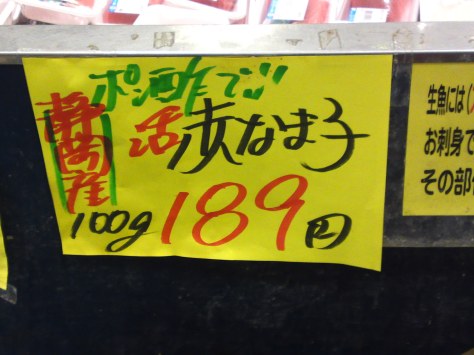 ポン酢で!!
静岡産
活赤なま子
100g 189円
生魚には
お刺身で
その部